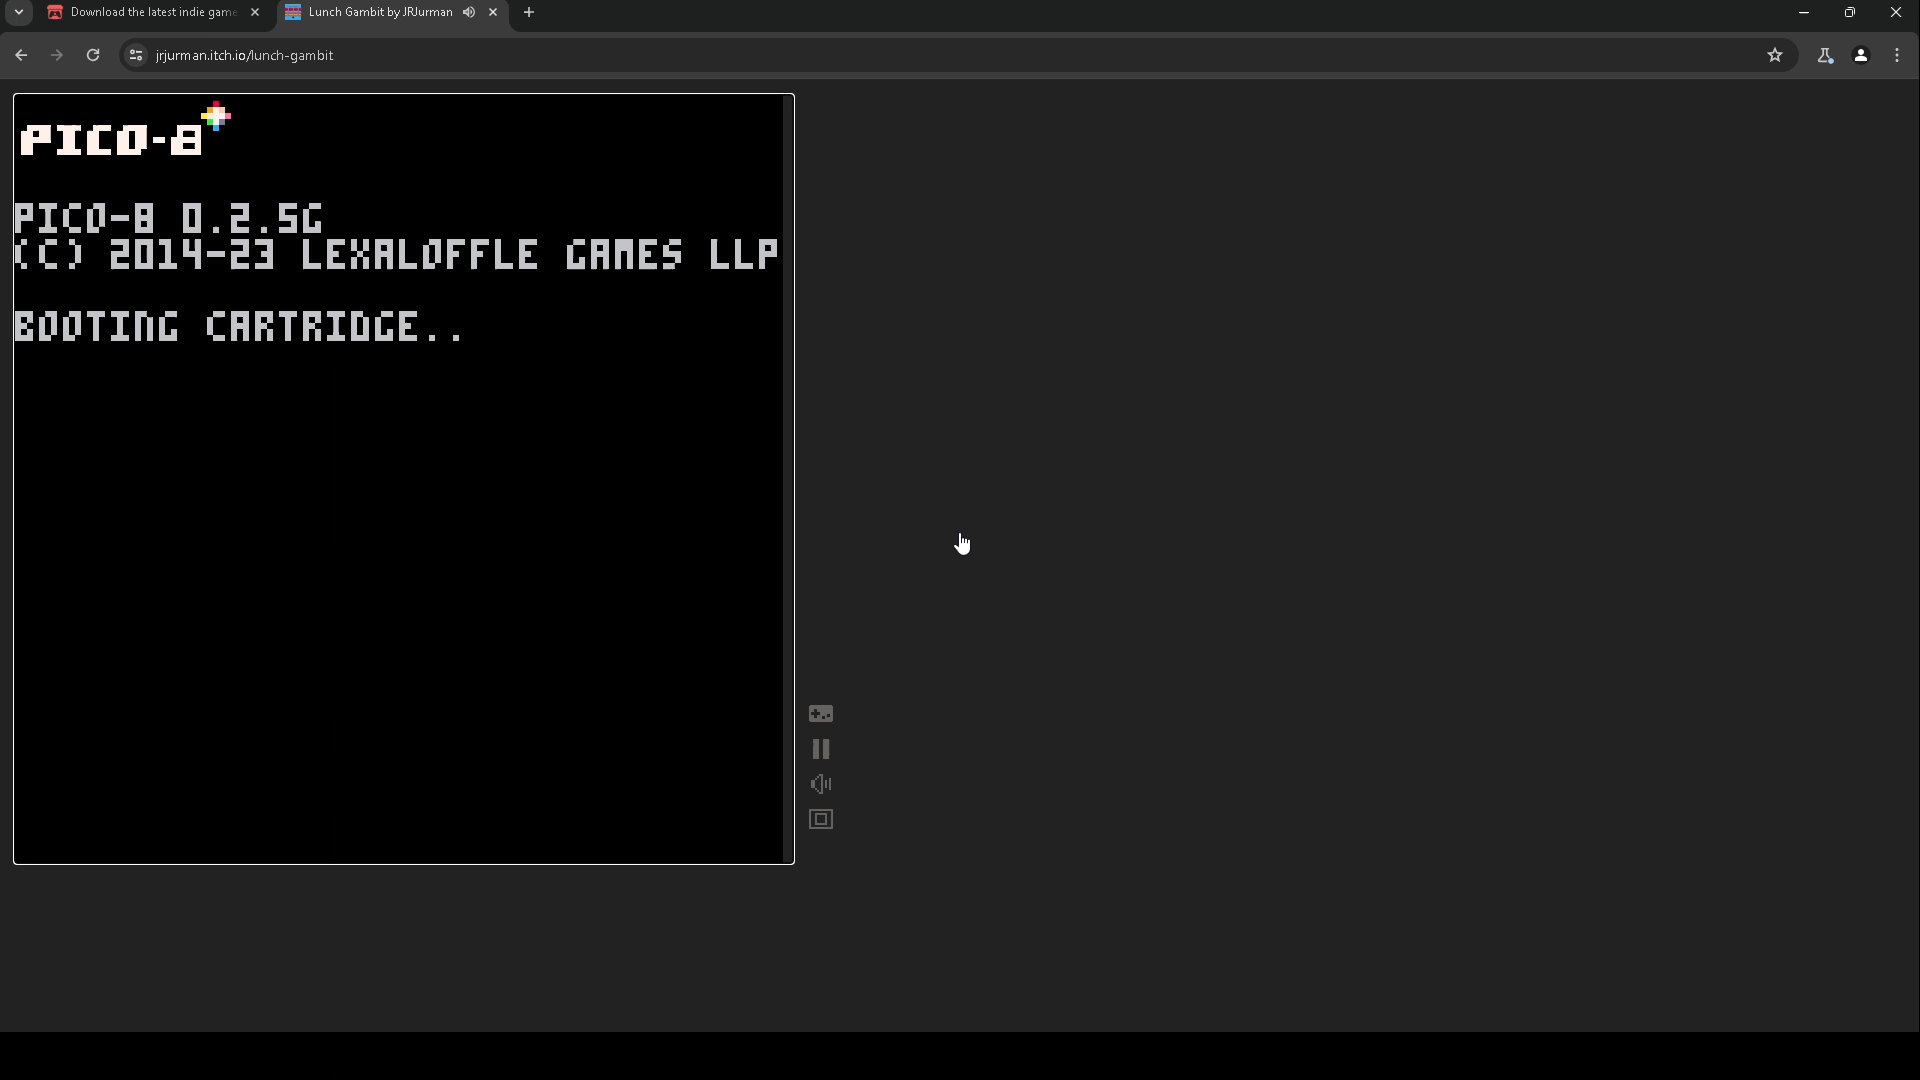 Download the latest indie game
Lunch Gambit by JRJurman
jrjurman.itch.io/lunch-gambit
PICO-8
PICO-8 0.2.5G
(C) 2014-23 LEXALOFFLE GAMES LLP
BOOTING CARTRIDGE..